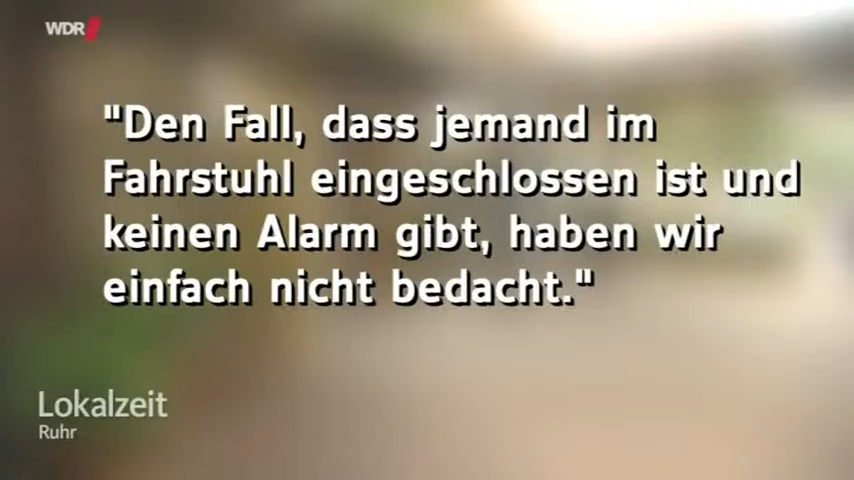 WDR
"Den Fall, dass jemand im
Fahrstuhl eingeschlossen ist und
keinen Alarm gibt, haben wir
einfach nicht bedacht."
Lokalzeit
Ruhr